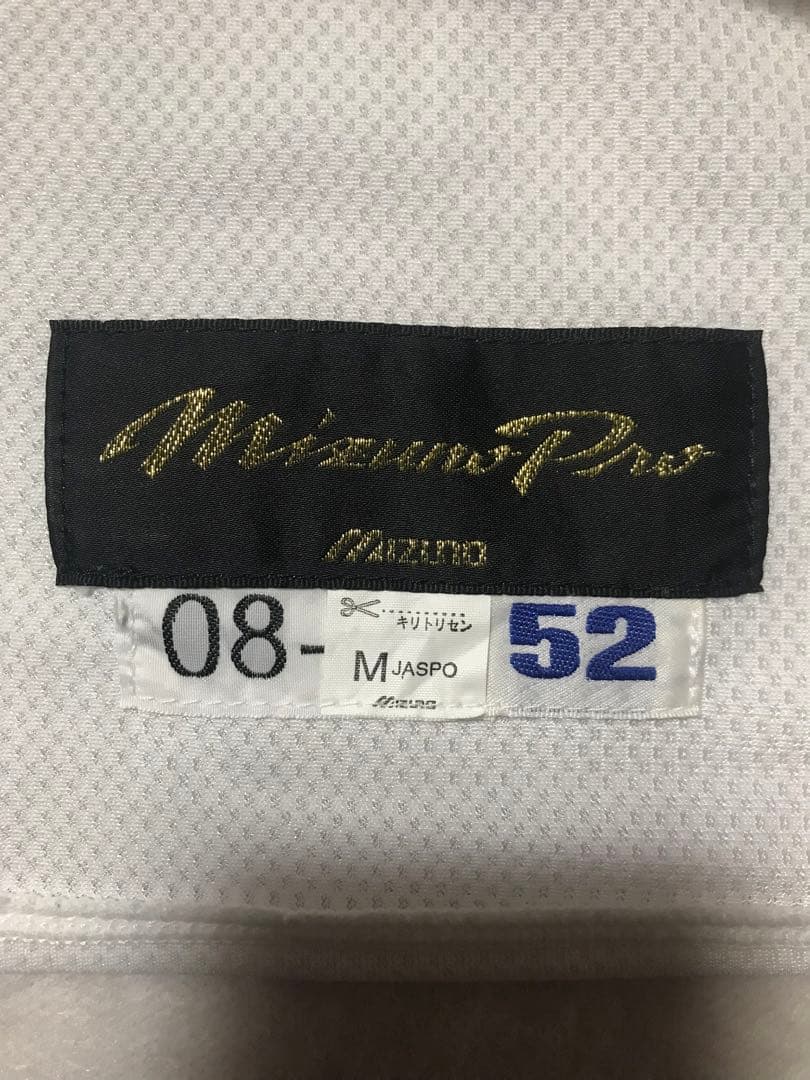 Mizuno Pro
MIZUNO
08-
キリトリセン
M JASPO
MIZUNO
52